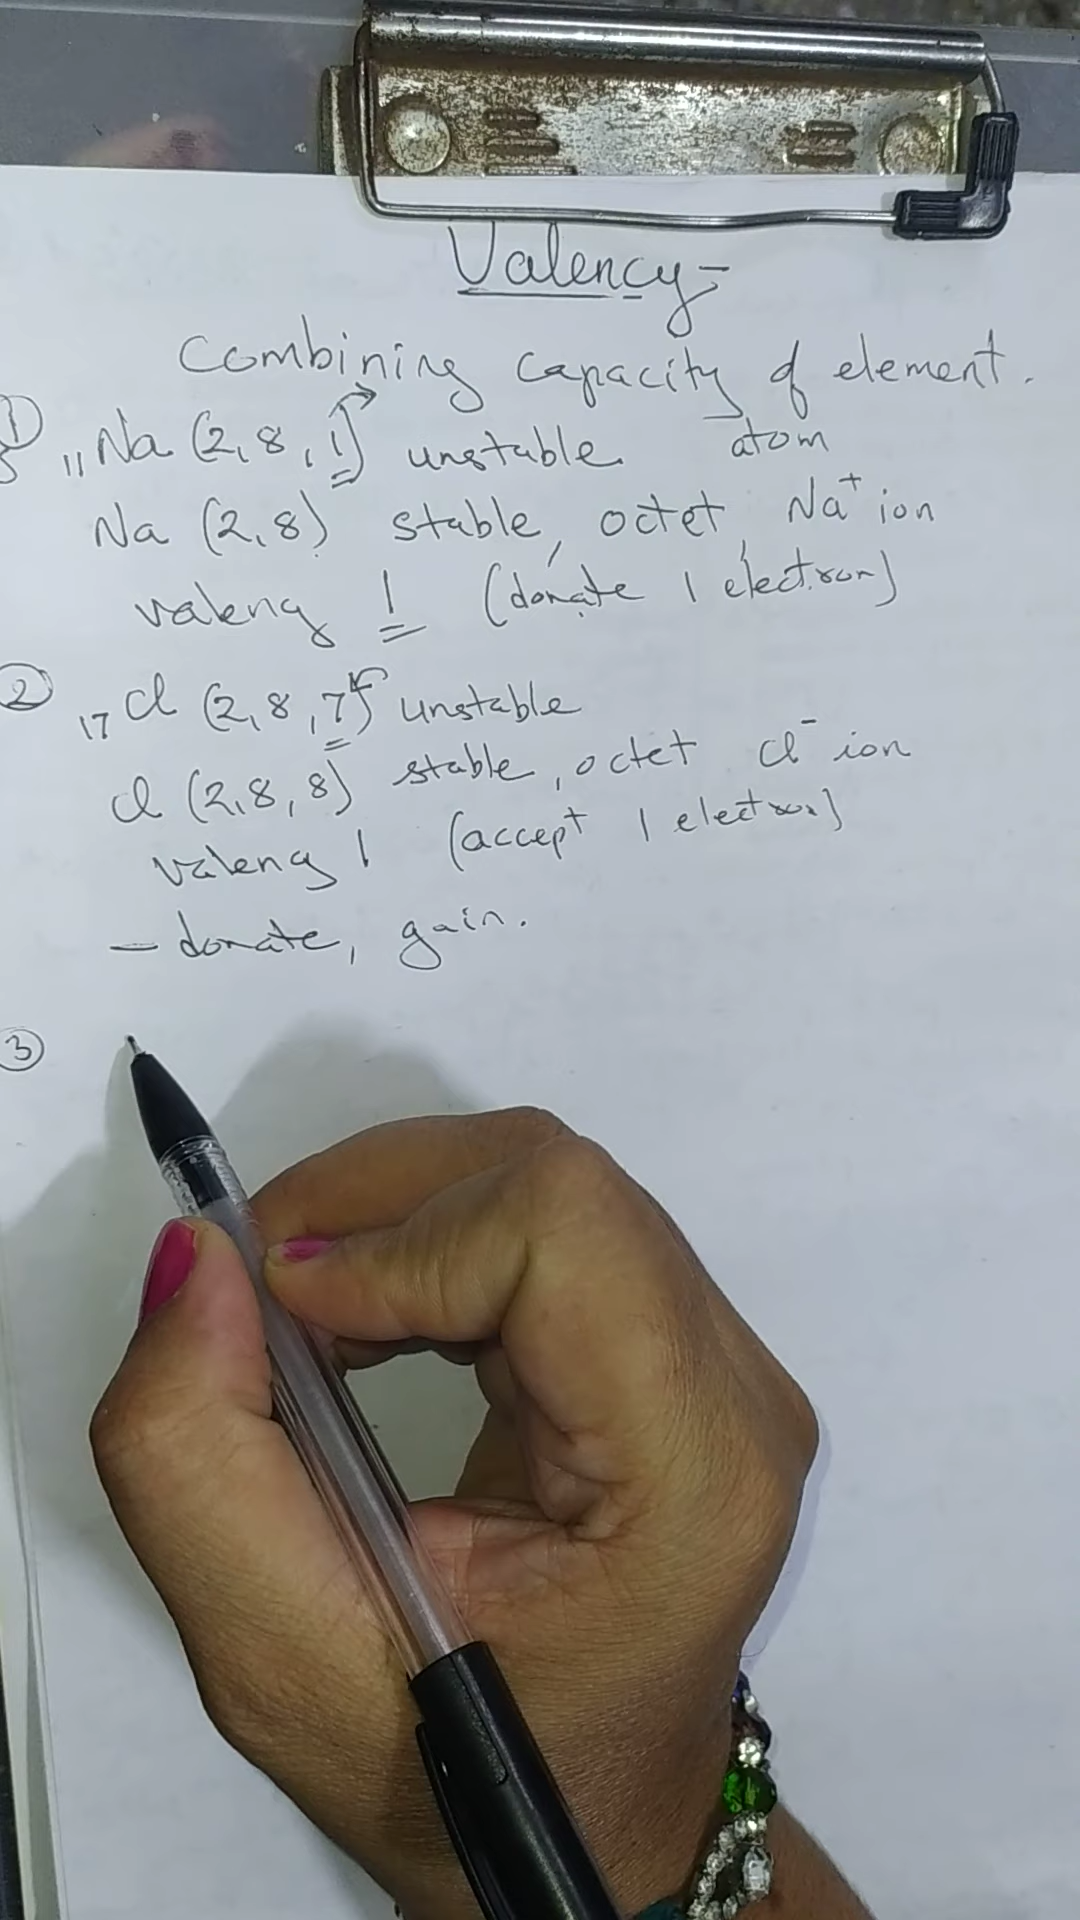 Valency-
Combining capacity of element.
① 11Na (2,8,1) unstable atom
Na (2,8) stable, octet, Na+ ion
valency 1 (donate 1 electron)
② 17Cl (2,8,7) unstable
Cl (2,8,8) stable, octet Cl- ion
valency 1 (accept 1 electron)
- donate, gain.
③